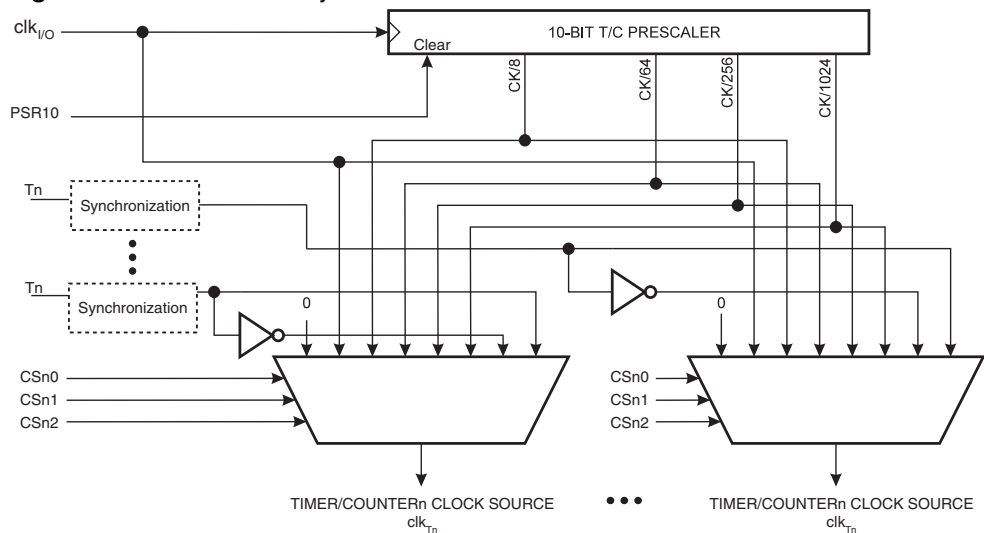 clkI/O
10-BIT T/C PRESCALER
Clear
CK/8
CK/64
CK/256
CK/1024
PSR10
Tn
Synchronization
Tn
Synchronization
0
0
CSn0
CSn1
CSn2
CSn0
CSn1
CSn2
TIMER/COUNTERn CLOCK SOURCE
clkTn
TIMER/COUNTERn CLOCK SOURCE
clkTn